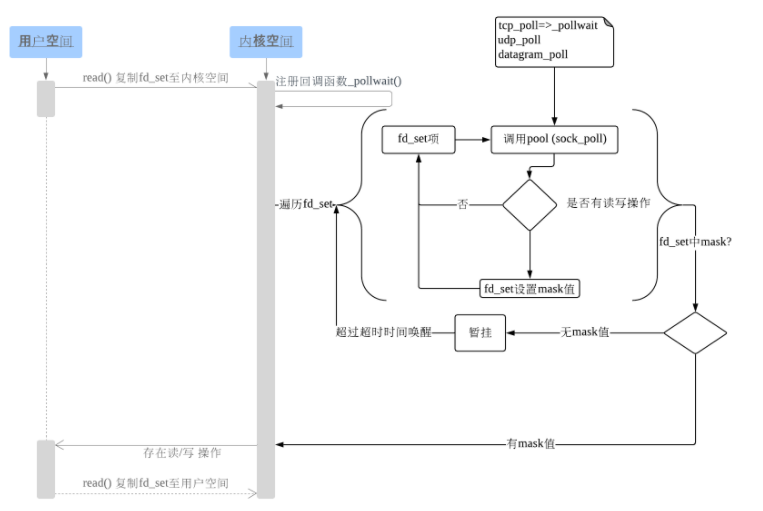 tcp_poll=>_pollwait
udp_poll
datagram_poll
用户空间
内核空间
read() 复制fd_set至内核空间
注册回调函数_pollwait()
fd_set项
调用pool (sock_poll)
遍历fd_set
否
是否有读写操作
fd_set中mask?
fd_set设置mask值
超过超时时间唤醒
暂挂
无mask值
有mask值
存在读/写 操作
read() 复制fd_set至用户空间